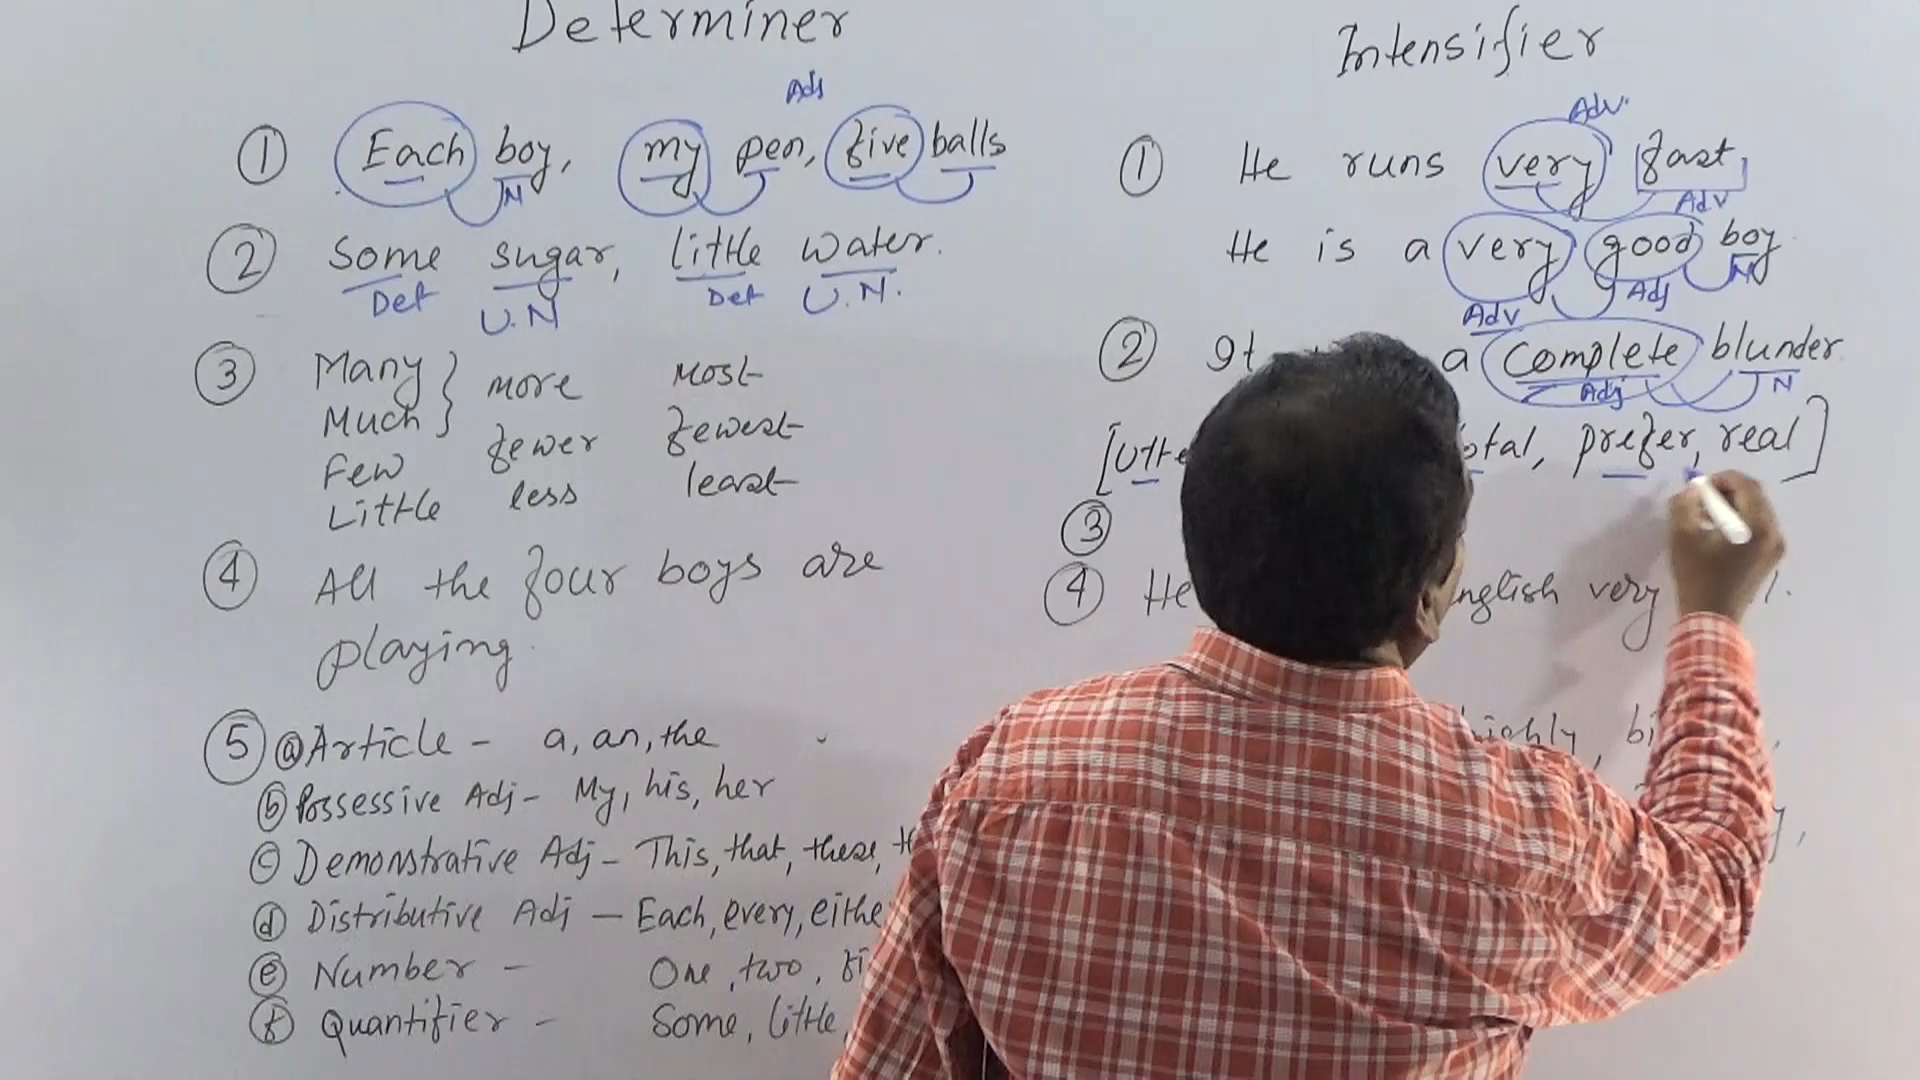 Determiner
Adj
① Each boy, my pen, five balls
N
② Some sugar, little water.
Det U.N Det U.N.
③ Many } more most
Much
Few fewer fewest
Little less least
④ All the four boys are
playing.
⑤ ⓐ Article - a, an, the
ⓑ Possessive Adj - My, his, her
ⓒ Demonstrative Adj - This, that, these,
ⓓ Distributive Adj - Each, every,
ⓔ Number - One, two,
ⓕ Quantifier - Some, little,
Intensifier
Adv.
① He runs very fast,
Adv
He is a very good boy
Adv Adj N
② It a complete blunder.
Adj N
prefer, real]
③
④ He very